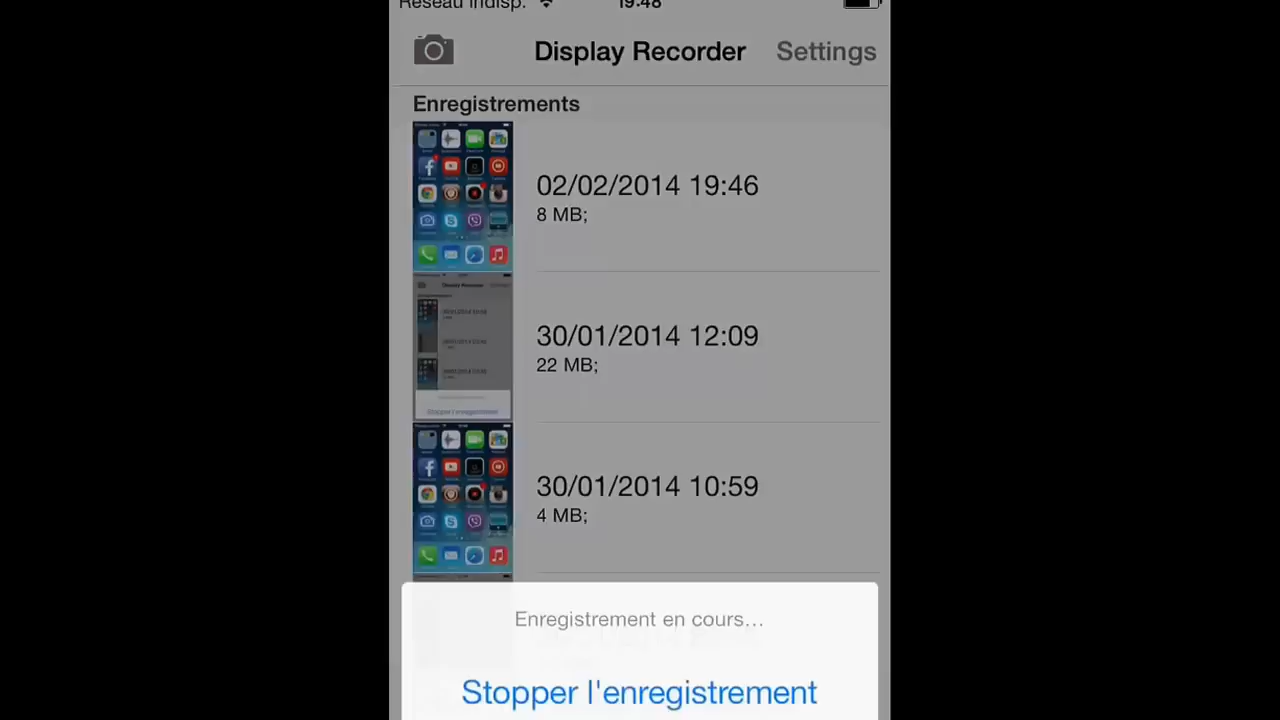 Réseau indisp. 19:48
Display Recorder Settings
Enregistrements
02/02/2014 19:46
8 MB;
30/01/2014 12:09
22 MB;
30/01/2014 10:59
4 MB;
Enregistrement en cours...
Stopper l'enregistrement